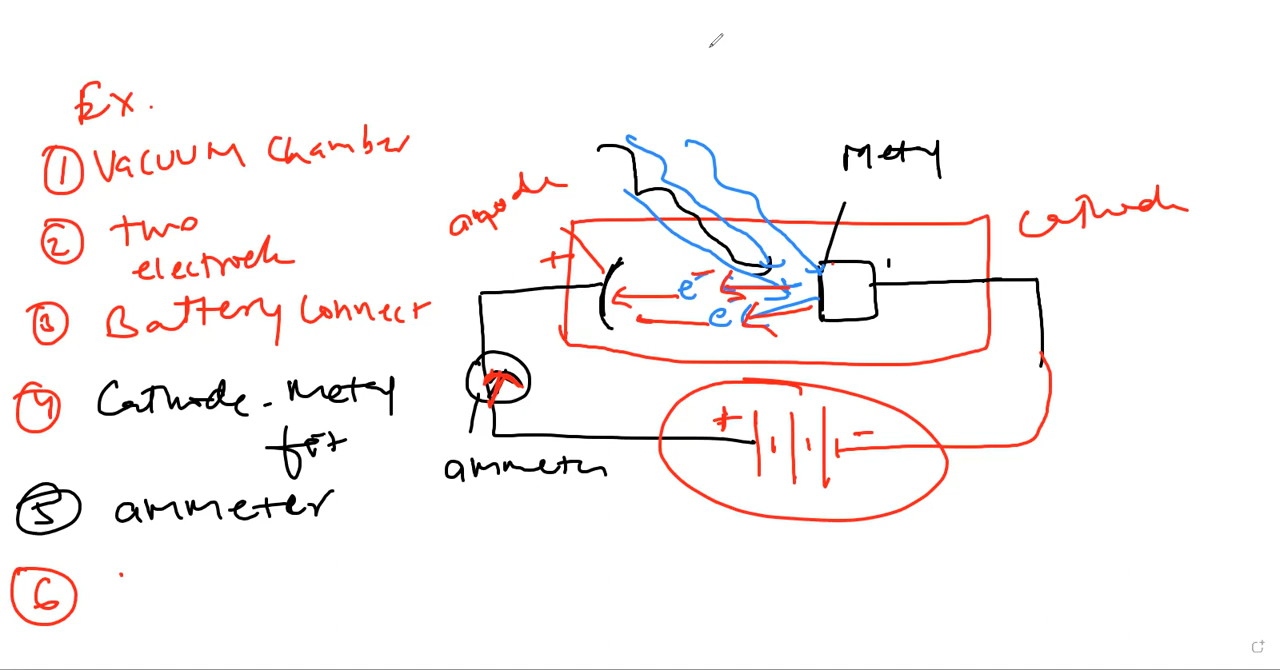 Ex.
① Vacuum Chamber
② two
electrode
③ Battery Connect
④ Cathode - Metal
⑤ ammeter
⑥
anode
+
Metal
Cathode
e⁻
e
ammeter
+ -